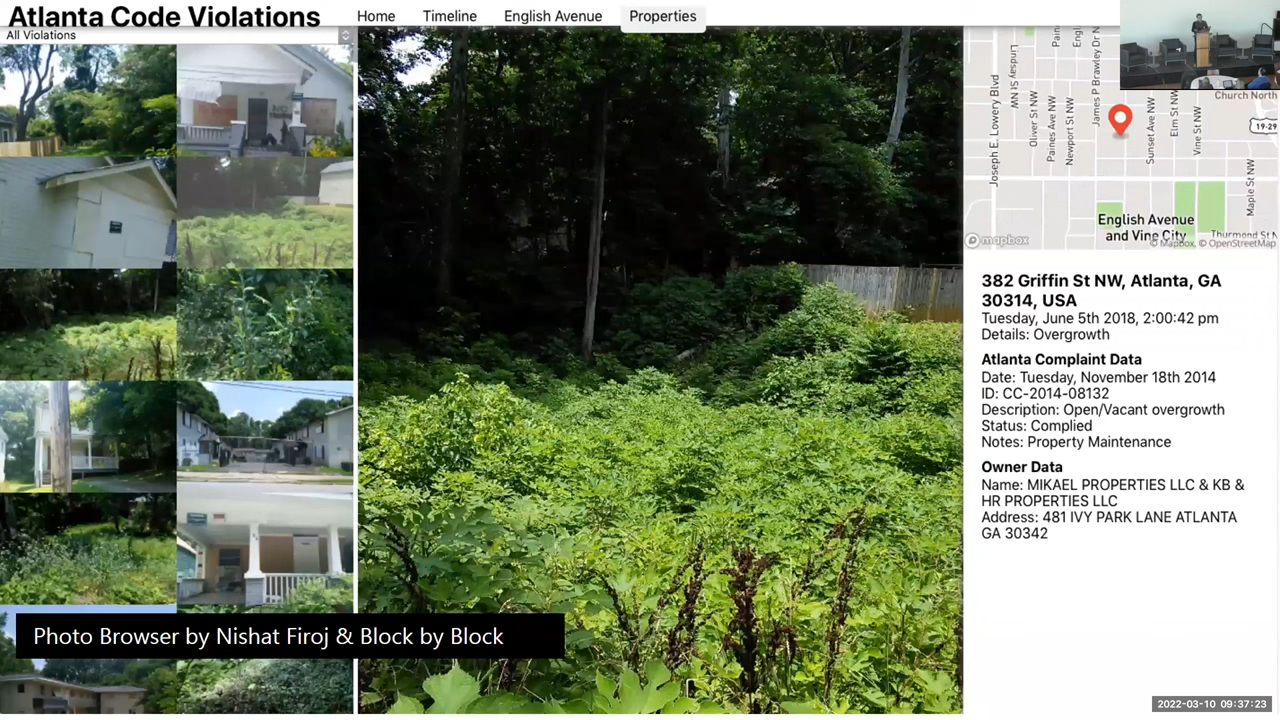 Atlanta Code Violations
Home
Timeline
English Avenue
Properties
All Violations
Joseph E. Lowery Blvd
Lindsay St NW
Oliver St NW
Paines Ave NW
Newport St NW
James P Brawley Dr N
Sunset Ave NW
Elm St NW
Vine St NW
Maple St NW
Church North
19-29
English Avenue
and Vine City
Thurmond St N
mapbox
© Mapbox, © OpenStreetMap
382 Griffin St NW, Atlanta, GA
30314, USA
Tuesday, June 5th 2018, 2:00:42 pm
Details: Overgrowth
Atlanta Complaint Data
Date: Tuesday, November 18th 2014
ID: CC-2014-08132
Description: Open/Vacant overgrowth
Status: Complied
Notes: Property Maintenance
Owner Data
Name: MIKAEL PROPERTIES LLC & KB &
HR PROPERTIES LLC
Address: 481 IVY PARK LANE ATLANTA
GA 30342
Photo Browser by Nishat Firoj & Block by Block
2022-03-10 09:37:23